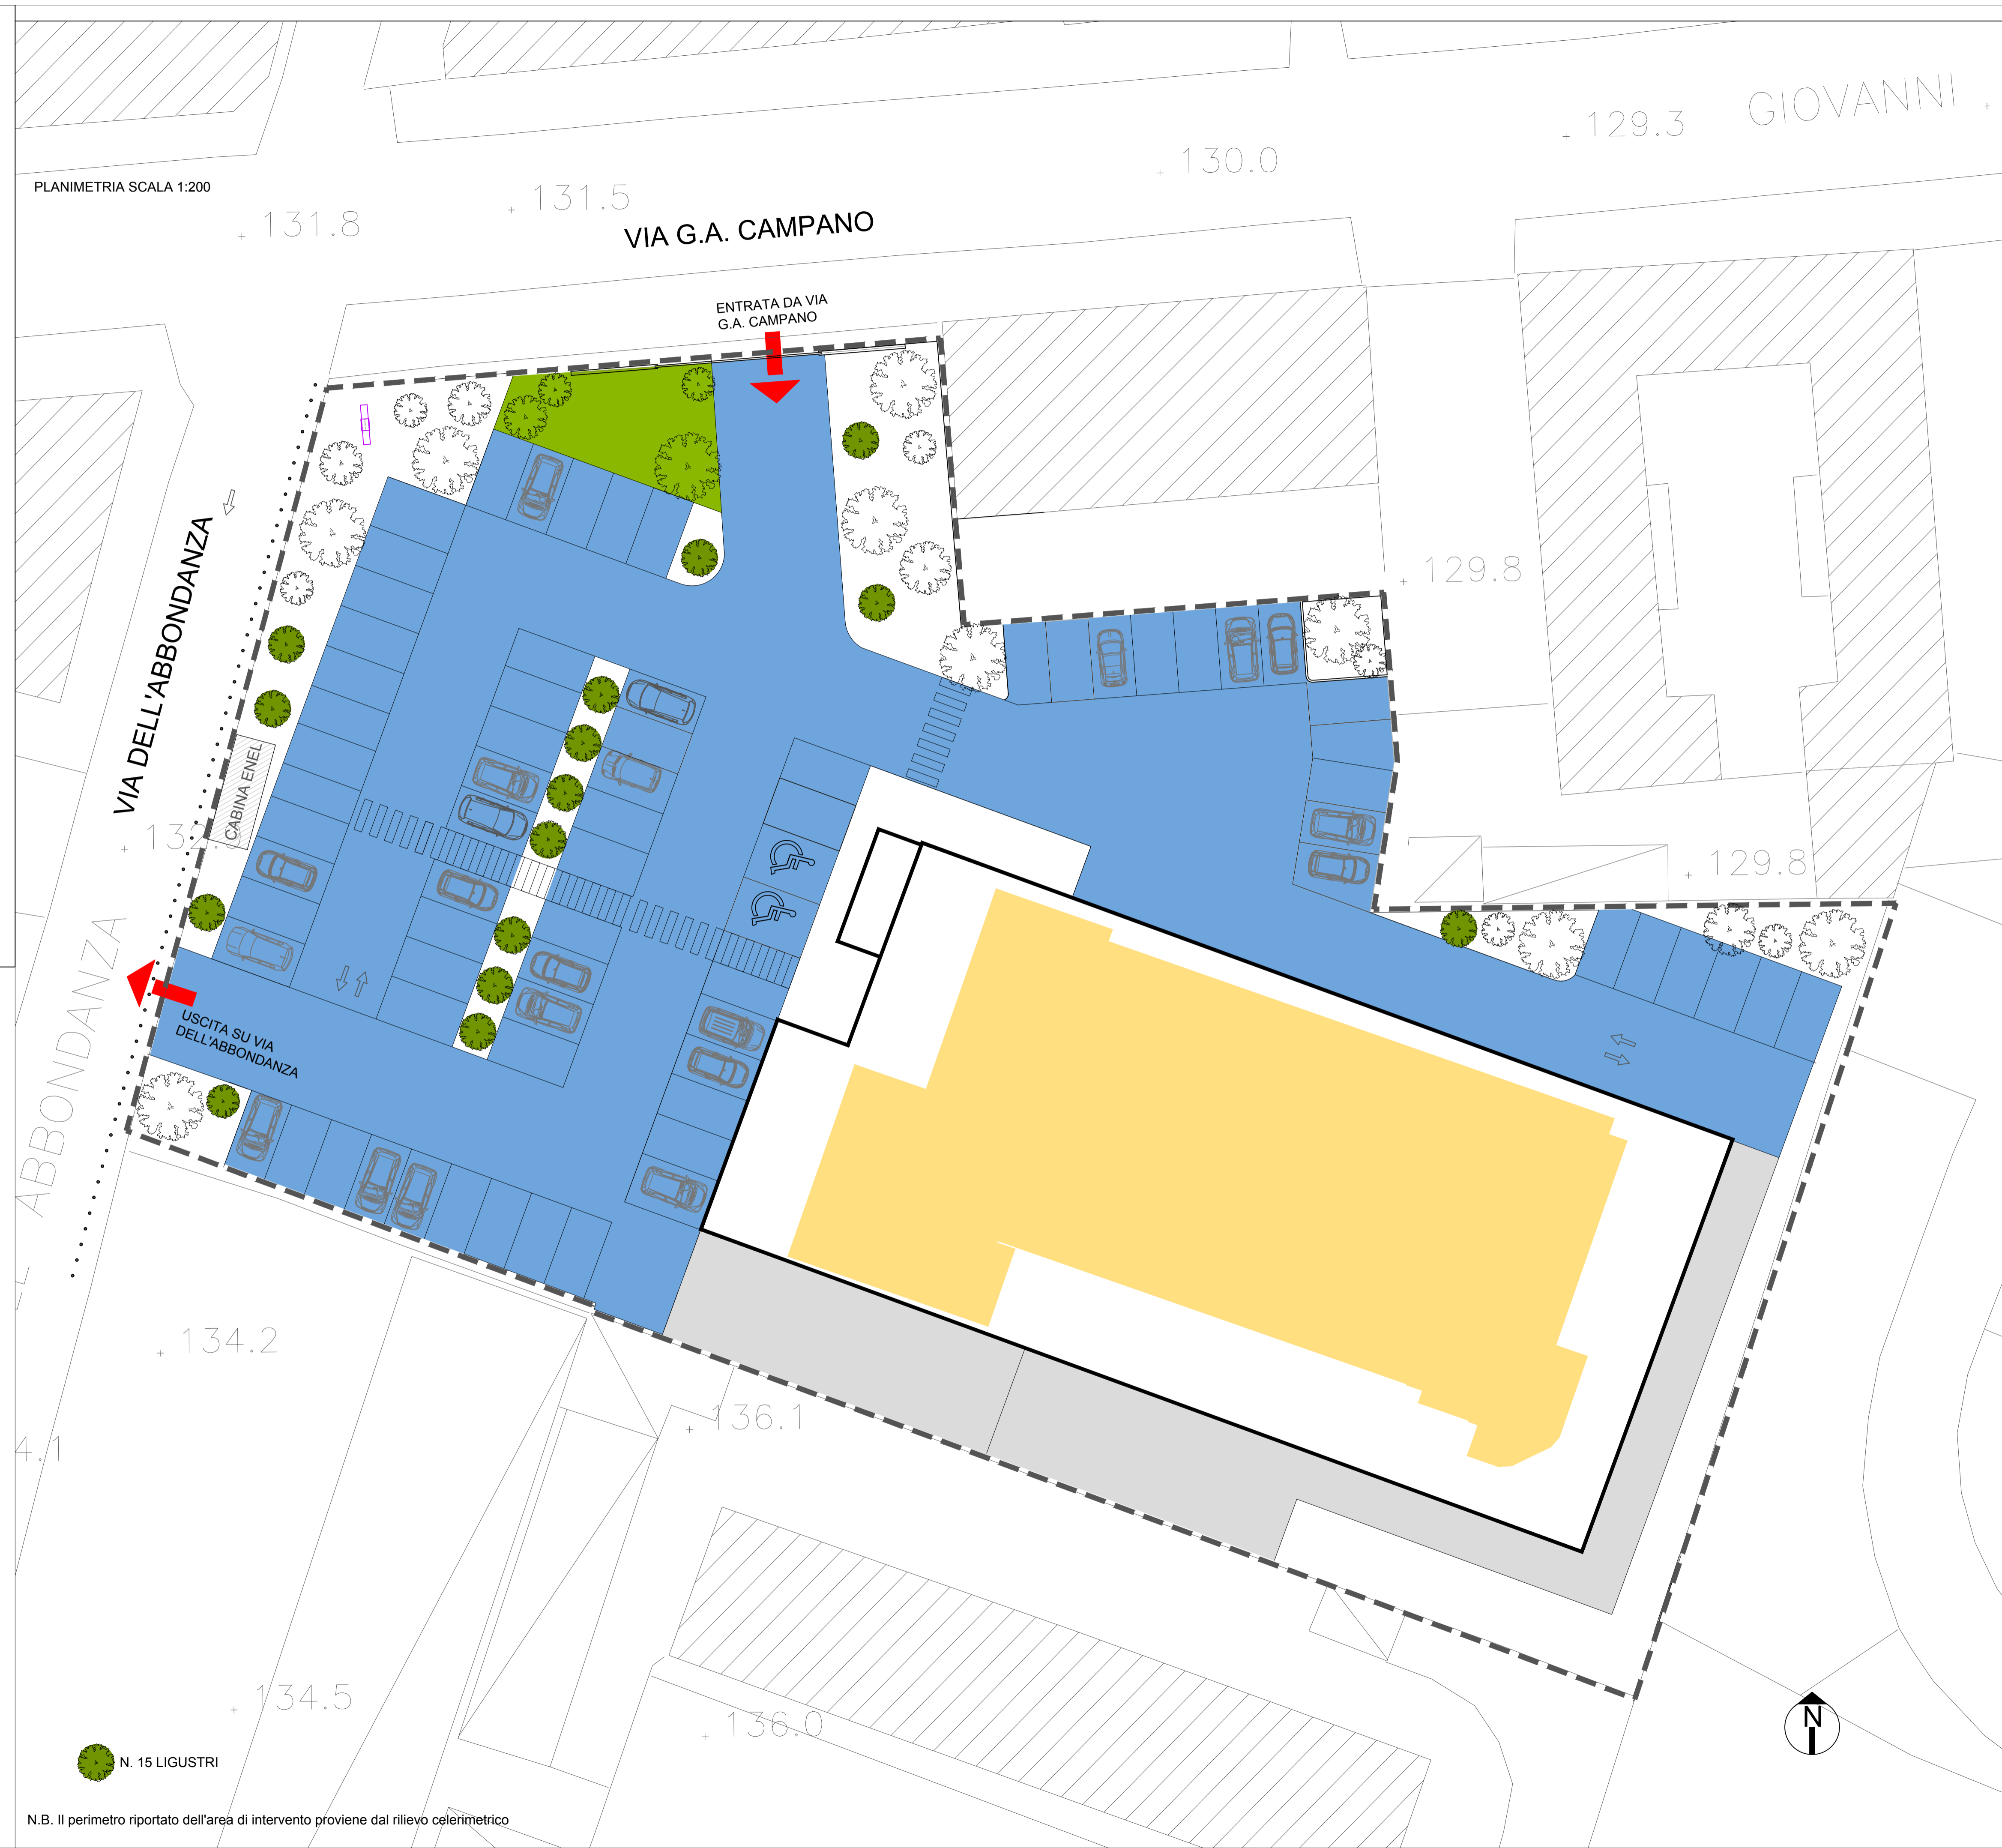 GIOVANNI
129.3
130.0
PLANIMETRIA SCALA 1:200
131.5
131.8
VIA G.A. CAMPANO
ENTRATA DA VIA
G.A. CAMPANO
129.8
VIA DELL'ABBONDANZA
CABINA ENEL
129.8
ABBONDANZA
USCITA SU VIA
DELL'ABBONDANZA
134.2
136.1
4.1
134.5
136.0
N
N. 15 LIGUSTRI
N.B. Il perimetro riportato dell'area di intervento proviene dal rilievo celerimetrico